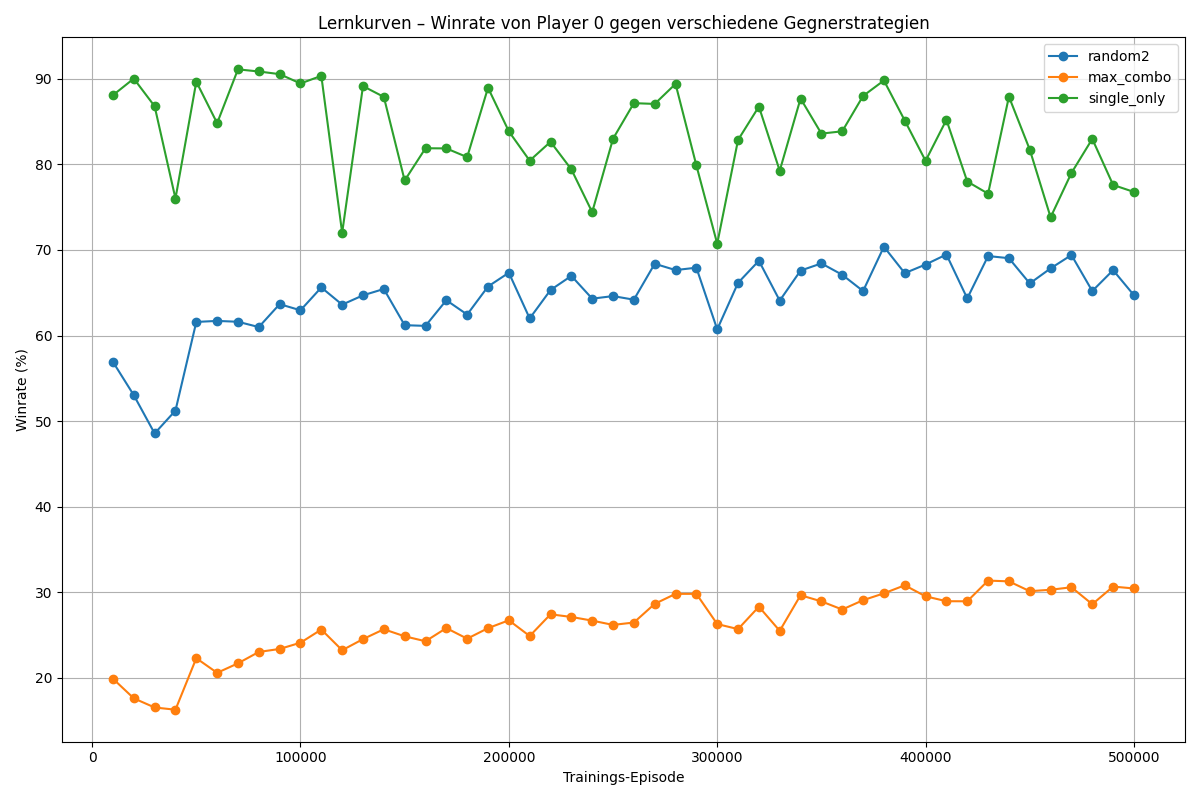 Lernkurven – Winrate von Player 0 gegen verschiedene Gegnerstrategien
random2
max_combo
single_only
Winrate (%)
90
80
70
60
50
40
30
20
0
100000
200000
300000
400000
500000
Trainings-Episode